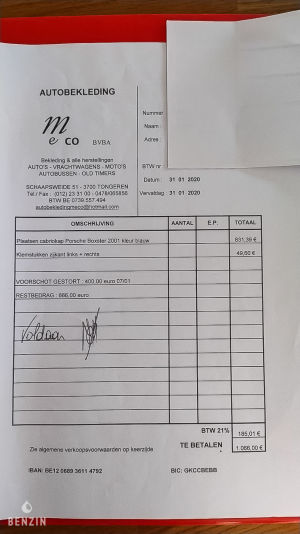 AUTOBEKLEDING
me co BVBA
Bekleding & alle herstellingen
AUTO'S - VRACHTWAGENS - MOTO'S
AUTOBUSSEN - OLD TIMERS
SCHAAPSWEIDE 51 - 3700 TONGEREN
Tel./ Fax : (012) 23 31 00 - 0478/065856
BTW BE-0739.557.494
autobekledingmeco@hotmail.com
Nummer
Naam :
Adres :
BTW nr
Datum : 31 01 2020
Vervaldag 31 01 2020
OMSCHRIJVING AANTAL E.P. TOTAAL
Plaatsen cabriokap Porsche Boxster 2001 kleur blauw 831,39 €
Klemstukken zijkant links + rechts 49,60 €
VOORSCHOT GESTORT : 400,00 euro 07/01
RESTBEDRAG : 666,00 euro
Voldaan
BTW 21% 185,01 €
TE BETALEN 1 066,00 €
Zie algemene verkoopsvoorwaarden op keerzijde
IBAN: BE12 0689 3611 4792 BIC: GKCCBEBB
BENZIN